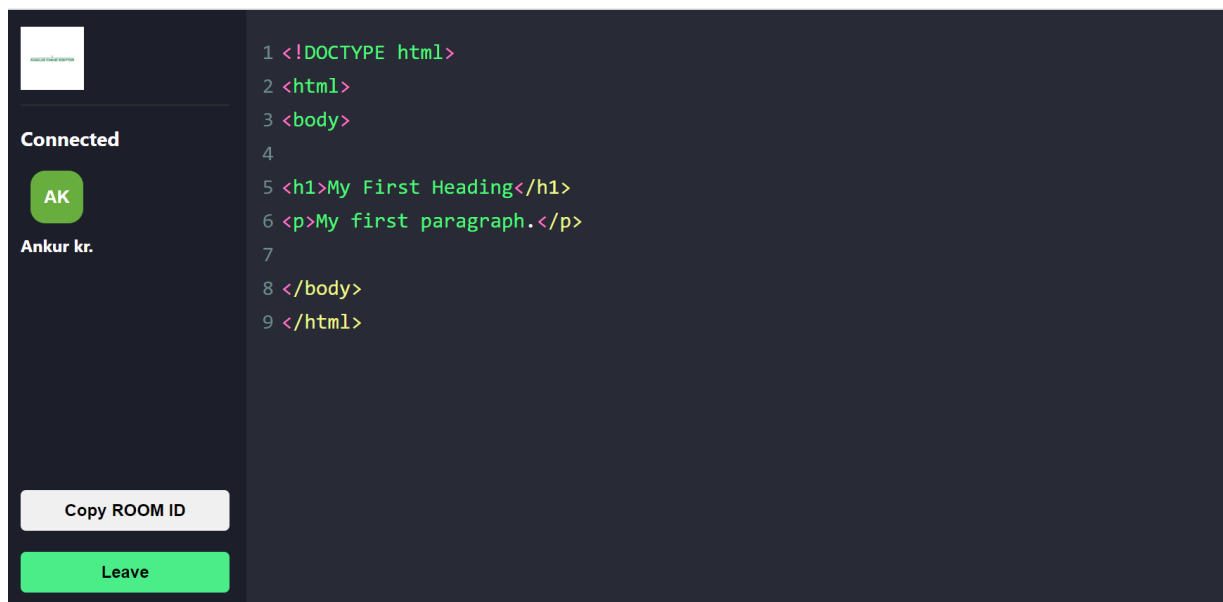 Connected
AK
Ankur kr.
Copy ROOM ID
Leave
1 <!DOCTYPE html>
2 <html>
3 <body>
4
5 <h1>My First Heading</h1>
6 <p>My first paragraph.</p>
7
8 </body>
9 </html>